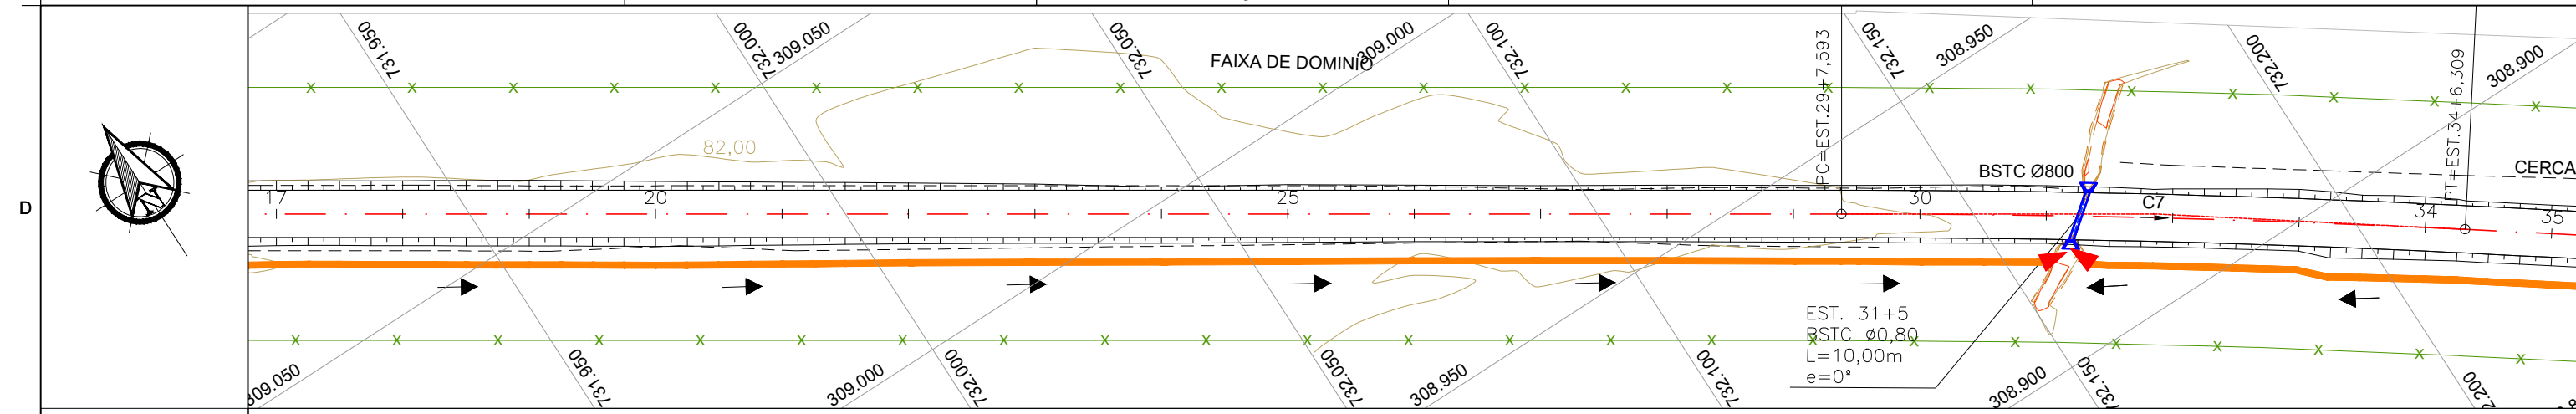 731.950
732.000
309.050
732.050
FAIXA DE DOMINIO
309.000
732.100
PC=EST.29+7,593
732.150
308.950
732.200
PT=EST.34+6,309
308.900
82,00
BSTC Ø800
CERCA
D
N
17
20
25
30
C7
34
35
EST. 31+5
BSTC ø0,80
L=10,00m
e=0°
309.050
731.950
309.000
732.000
732.050
308.950
732.100
308.900
732.150
732.200